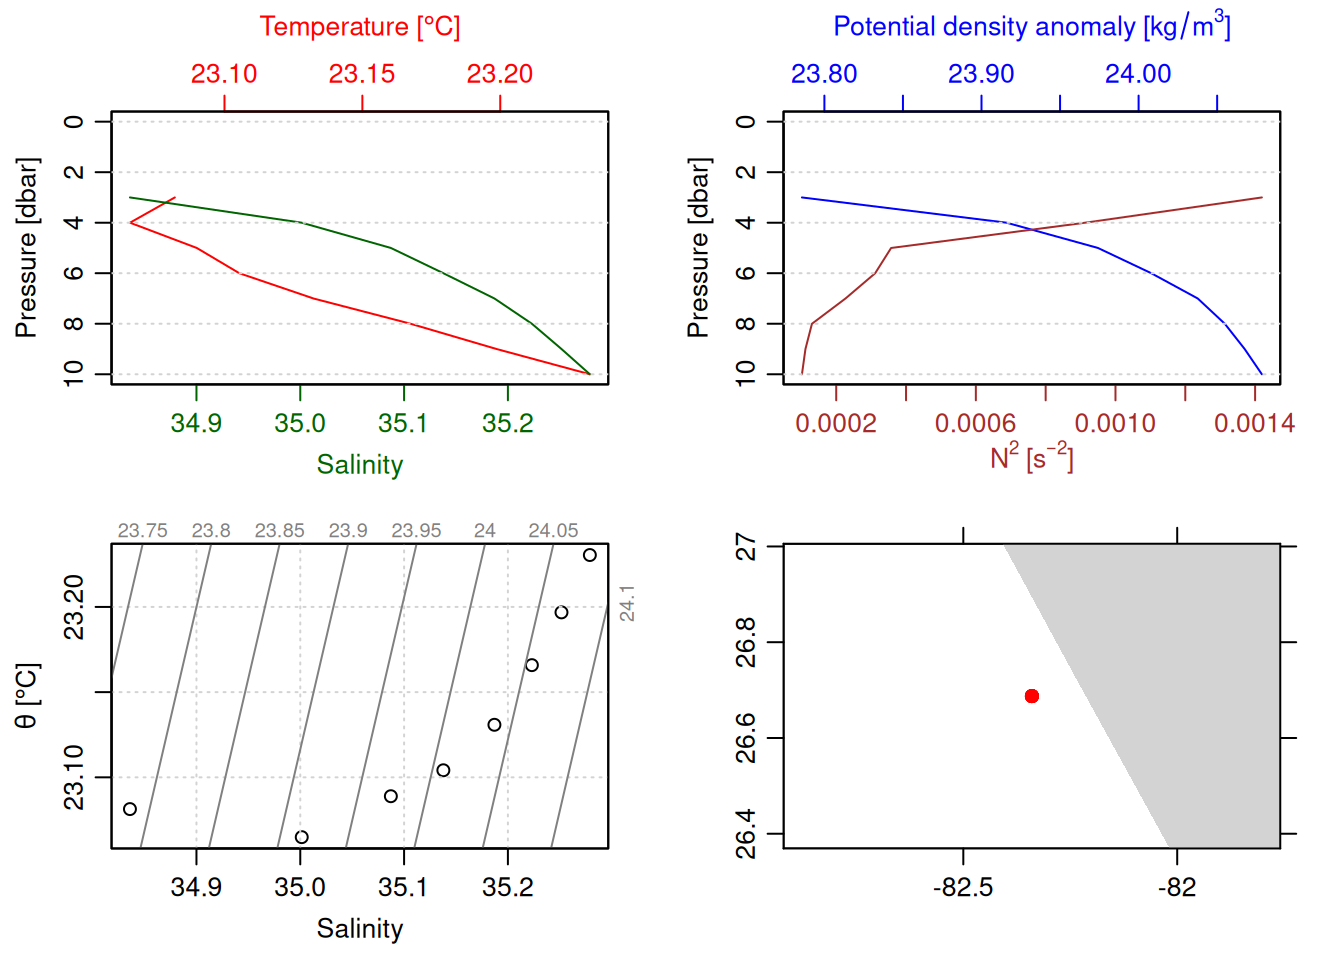 Temperature [°C]
23.10 23.15 23.20
0
2
4
6
8
10
Pressure [dbar]
34.9 35.0 35.1 35.2
Salinity
Potential density anomaly [kg/m³]
23.80 23.90 24.00
0
2
4
6
8
10
Pressure [dbar]
0.0002 0.0006 0.0010 0.0014
N² [s⁻²]
23.75 23.8 23.85 23.9 23.95 24 24.05
24.1
23.20
23.10
θ [°C]
34.9 35.0 35.1 35.2
Salinity
27
26.8
26.6
26.4
-82.5 -82